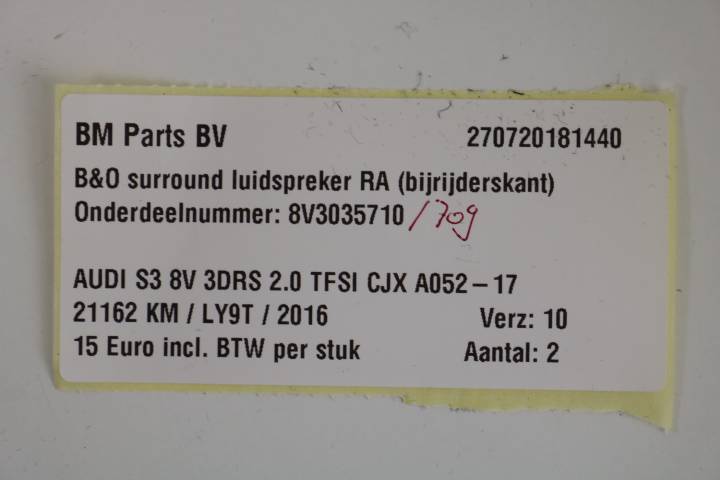 BM Parts BV 270720181440
B&O surround luidspreker RA (bijrijderskant)
Onderdeelnummer: 8V3035710 /709
AUDI S3 8V 3DRS 2.0 TFSI CJX A052-17
21162 KM / LY9T / 2016 Verz: 10
15 Euro incl. BTW per stuk Aantal: 2